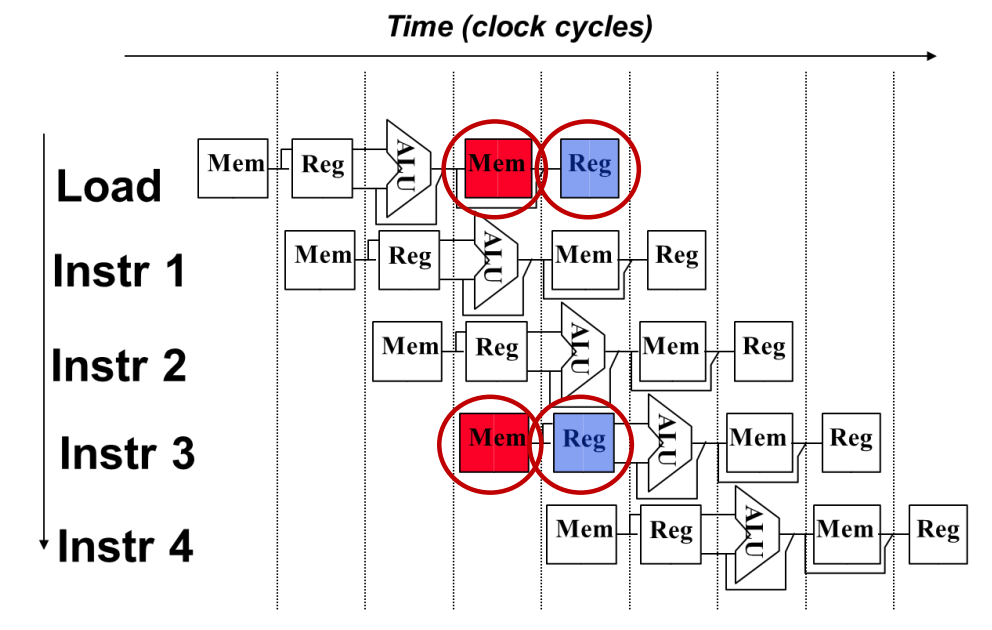 Time (clock cycles)
Load
Mem Reg ALU Mem Reg
Instr 1
Mem Reg ALU Mem Reg
Instr 2
Mem Reg ALU Mem Reg
Instr 3
Mem Reg ALU Mem Reg
Instr 4
Mem Reg ALU Mem Reg